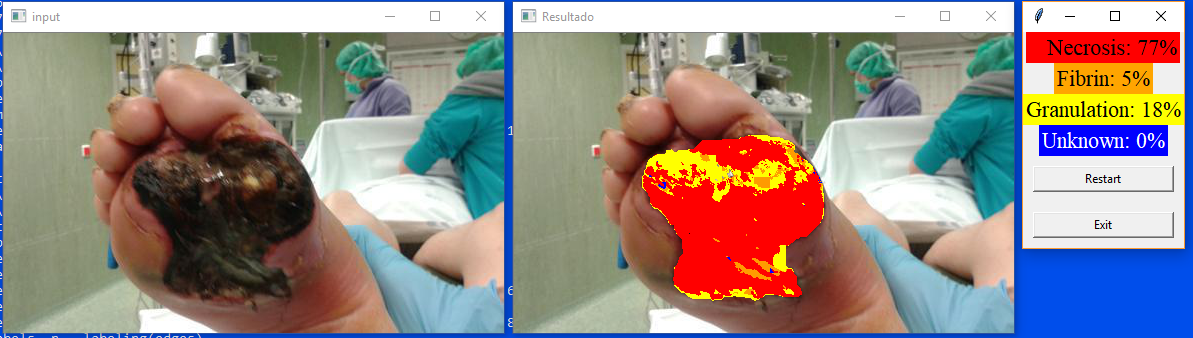 input
Resultado
Necrosis: 77%
Fibrin: 5%
Granulation: 18%
Unknown: 0%
Restart
Exit